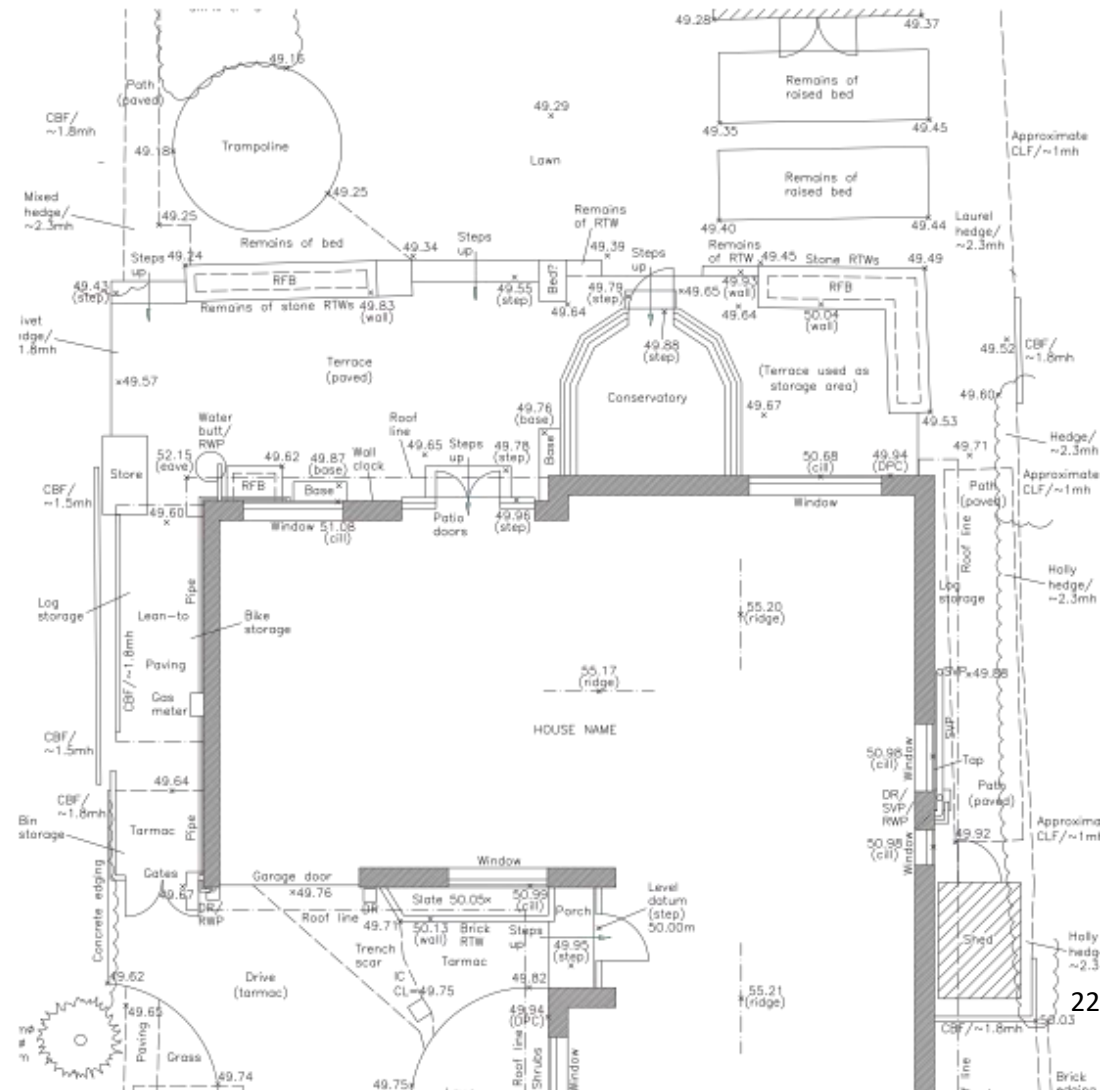 49.28
49.37
49.16
Path
(paved)
Remains of
raised bed
49.29
CBF/
~1.8mh
49.35
49.45
Approximate
CLF/~1mh
49.18
Trampoline
Lawn
Remains of
raised bed
49.25
Mixed
hedge/
~2.3mh
49.25
Remains
of RTW
49.40
49.44
Laurel
hedge/
~2.3mh
Remains of bed
Steps
up
49.34
49.39
Remains
of RTW
49.45
Stone RTWs
Steps
up
49.24
Steps
up
49.49
49.43
(step)
RFB
49.55
(step)
Bed?
49.79
(step)
49.65
49.93
(wall)
RFB
Remains of stone RTWs
49.83
(wall)
49.64
49.64
50.04
(wall)
ivet
dge/
1.8mh
49.88
(step)
49.52
CBF/
~1.8mh
49.57
Terrace
(paved)
(Terrace used as
storage area)
49.60
Conservatory
Water
butt/
RWP
Roof
line
49.76
(base)
49.67
49.53
52.15
(eave)
49.62
49.87
(base)
Wall
clock
49.65
Steps
up
49.78
(step)
Base
50.68
(cill)
49.94
(DPC)
49.71
Hedge/
~2.3mh
Store
RFB
Base
Window
Path
(paved)
Approximate
CLF/~1mh
CBF/
~1.5mh
49.60
Window
51.08
(cill)
Patio
doors
49.96
(step)
Roof line
Pipe
Log
storage
Holly
hedge/
~2.3mh
Log
storage
Lean-to
Bike
storage
55.20
(ridge)
CBF/~1.8mh
Paving
55.17
(ridge)
SVP
49.88
Gas
meter
HOUSE NAME
SVP
CBF/
~1.5mh
50.98
(cill)
Window
Tap
49.64
DR/
SVP/
RWP
Path
(paved)
CBF/
~1.8mh
Bin
storage
Tarmac
Pipe
Approxima
CLF/~1mh
49.92
50.98
(cill)
Window
Gates
Window
Garage door
49.67
49.76
Slate 50.05
50.99
(cill)
Level
datum
(step)
50.00m
Concrete edging
DR/
RWP
Roof line
DR
Porch
49.71
50.13
(wall)
Brick
RTW
Steps
up
Shed
Holly
hedg
~2.3
Trench
scar
Tarmac
49.95
(step)
49.62
Drive
(tarmac)
IC
CL=49.75
49.82
55.21
(ridge)
22
49.65
49.94
(DPC)
50.03
CBF/~1.8mh
Paving
Grass
Roof line
Shrubs
Window
line
49.74
49.75
Brick